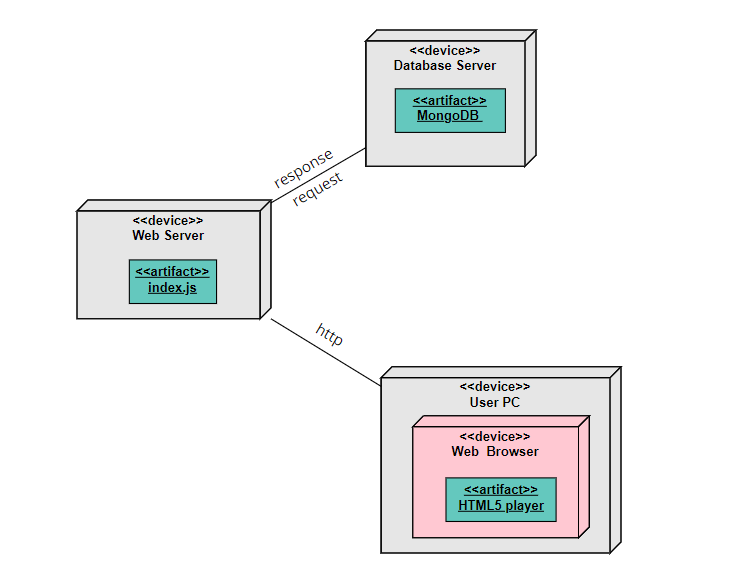 <<device>>
Database Server
<<artifact>>
MongoDB
response
request
<<device>>
Web Server
<<artifact>>
index.js
http
<<device>>
User PC
<<device>>
Web Browser
<<artifact>>
HTML5 player